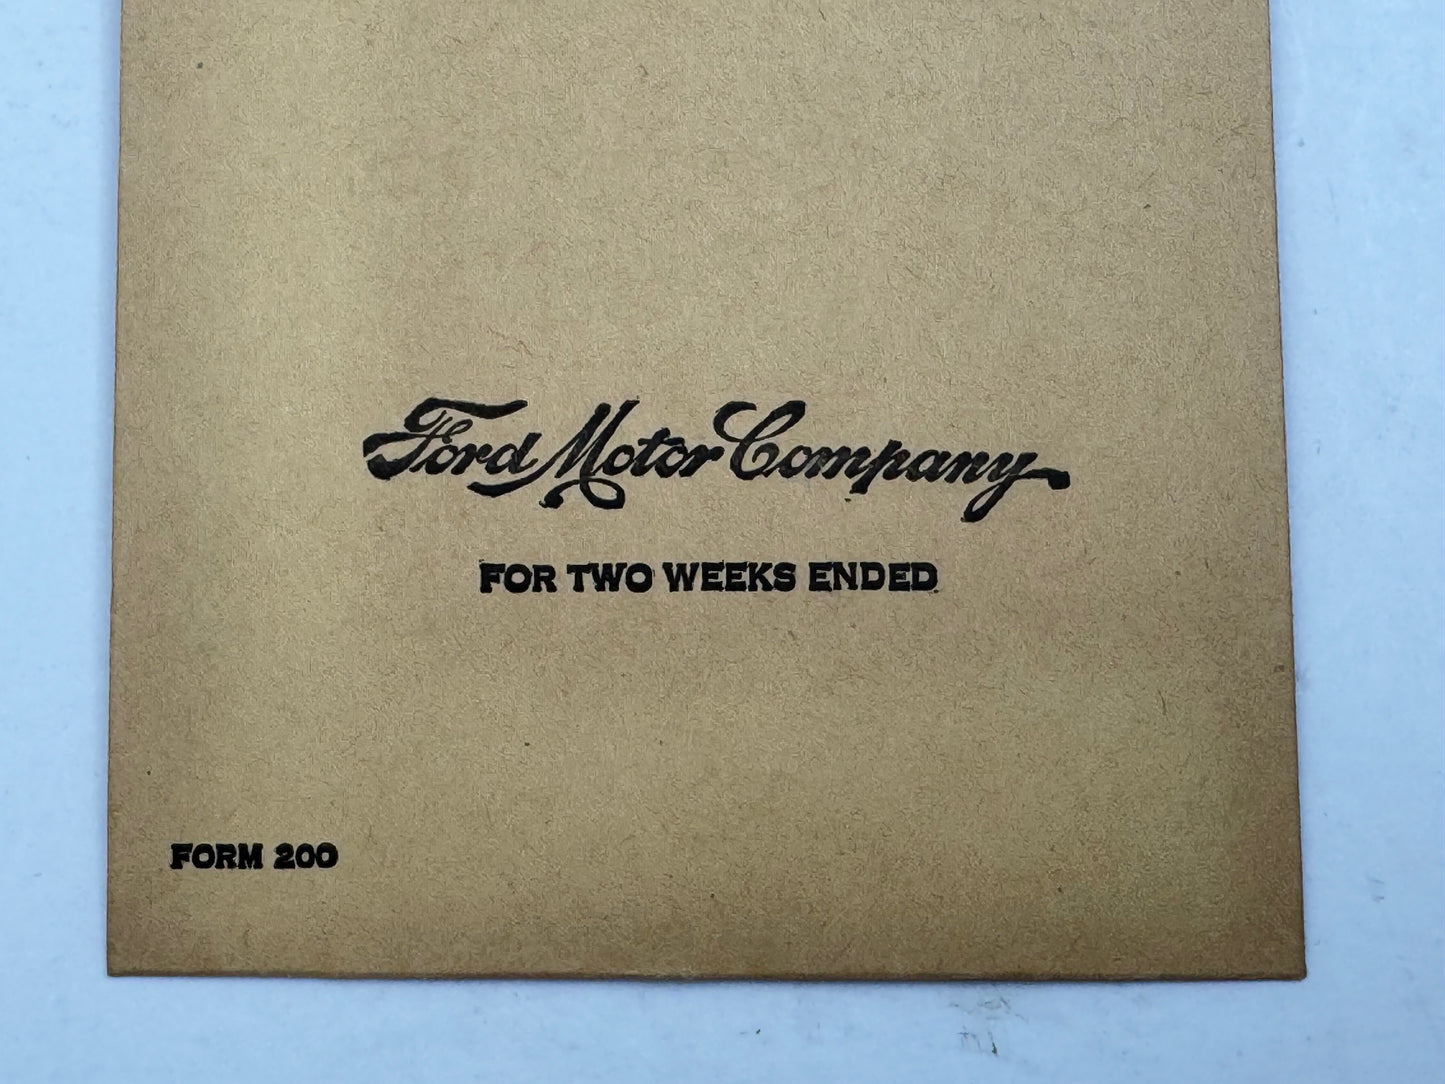 Ford Motor Company
FOR TWO WEEKS ENDED
FORM 200